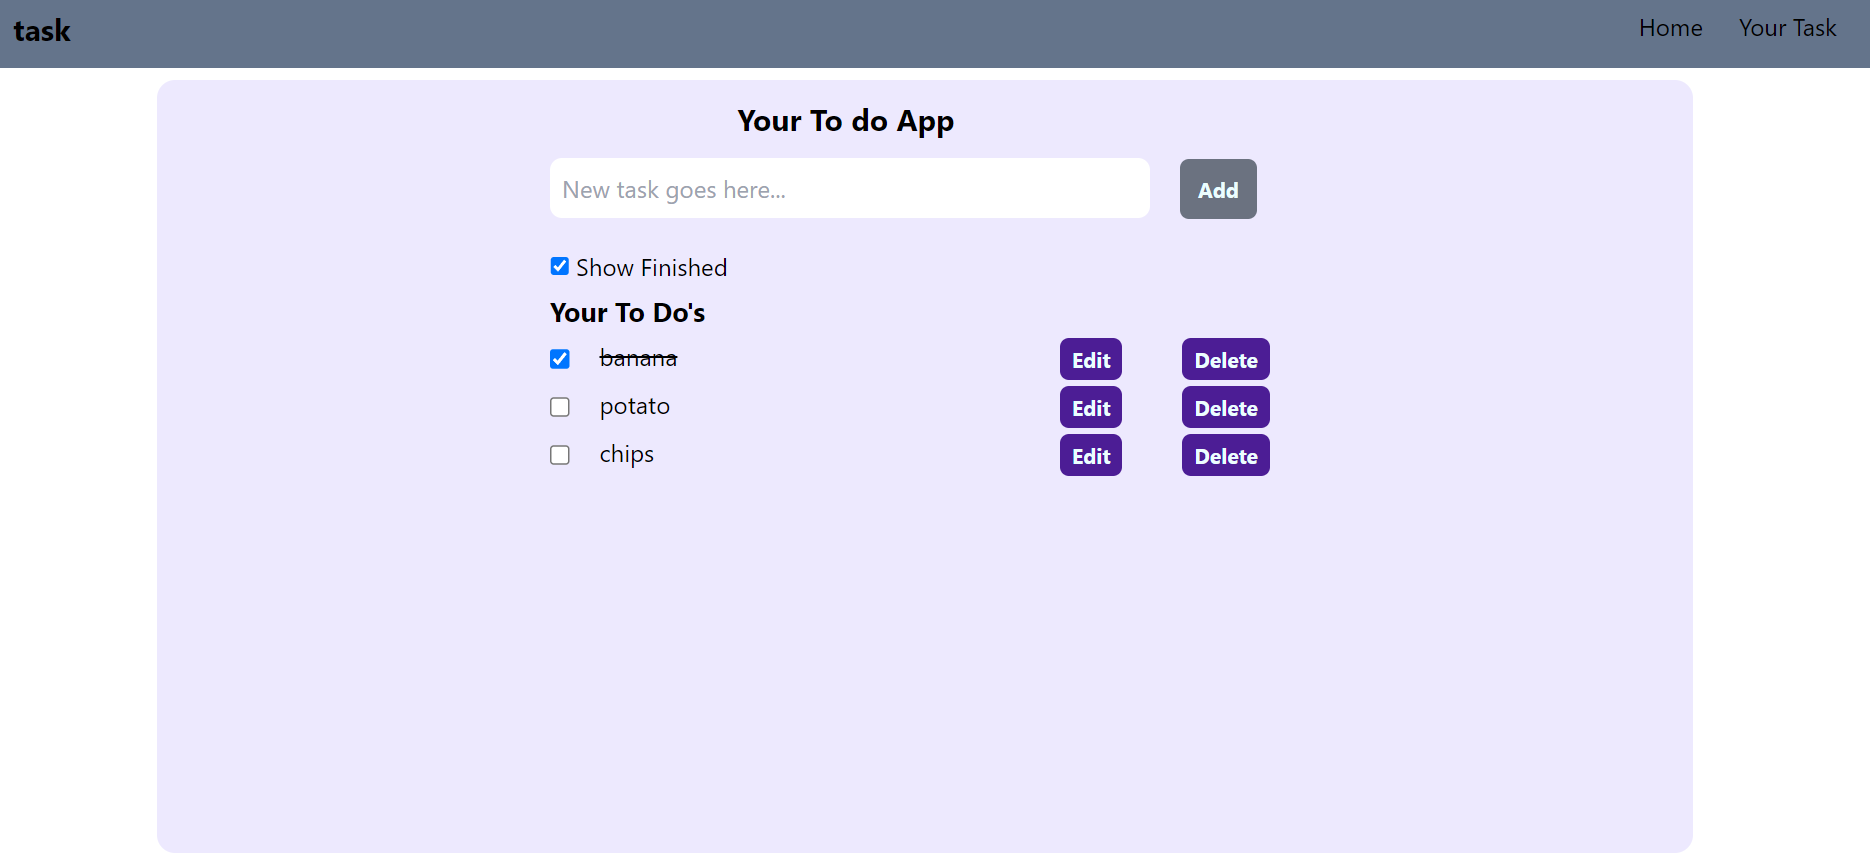 task Home Your Task
Your To do App
New task goes here... Add
Show Finished
Your To Do's
banana Edit Delete
potato Edit Delete
chips Edit Delete